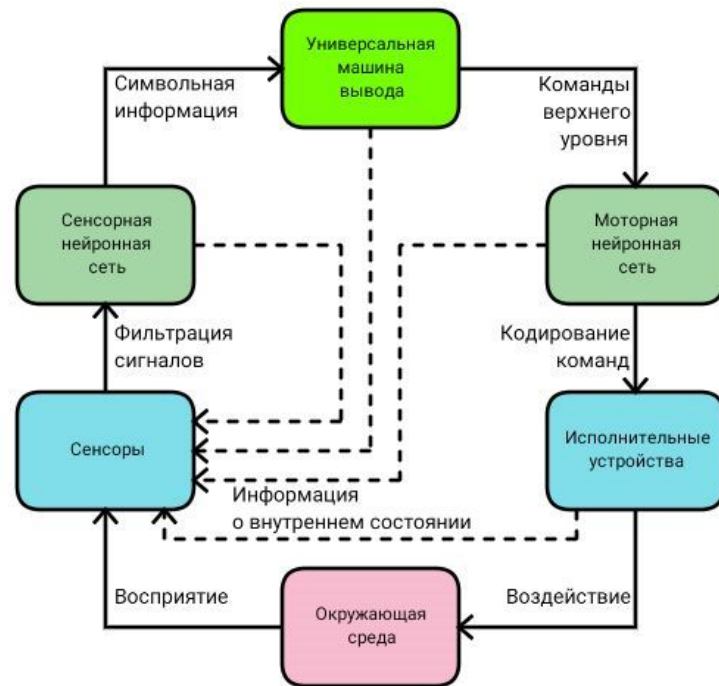 Универсальная
машина
вывода
Символьная
информация
Команды
верхнего
уровня
Сенсорная
нейронная
сеть
Моторная
нейронная
сеть
Фильтрация
сигналов
Кодирование
команд
Сенсоры
Исполнительные
устройства
Информация
о внутреннем состоянии
Восприятие
Окружающая
среда
Воздействие